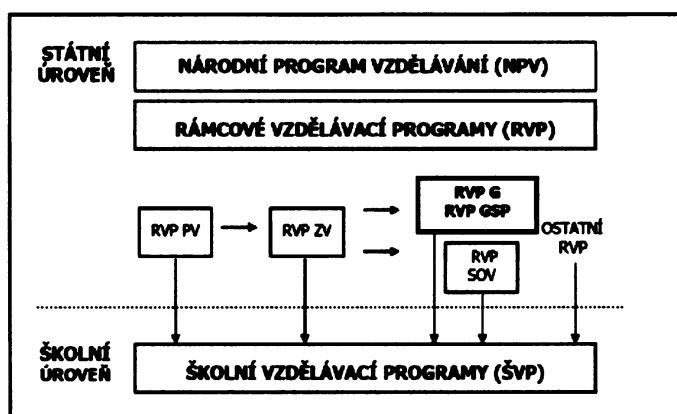 STÁTNÍ
ÚROVEŇ
NÁRODNÍ PROGRAM VZDĚLÁVÁNÍ (NPV)
RÁMCOVÉ VZDĚLÁVACÍ PROGRAMY (RVP)
RVP PV
RVP ZV
RVP G
RVP GSP
RVP
SOV
OSTATNÍ
RVP
ŠKOLNÍ
ÚROVEŇ
ŠKOLNÍ VZDĚLÁVACÍ PROGRAMY (ŠVP)